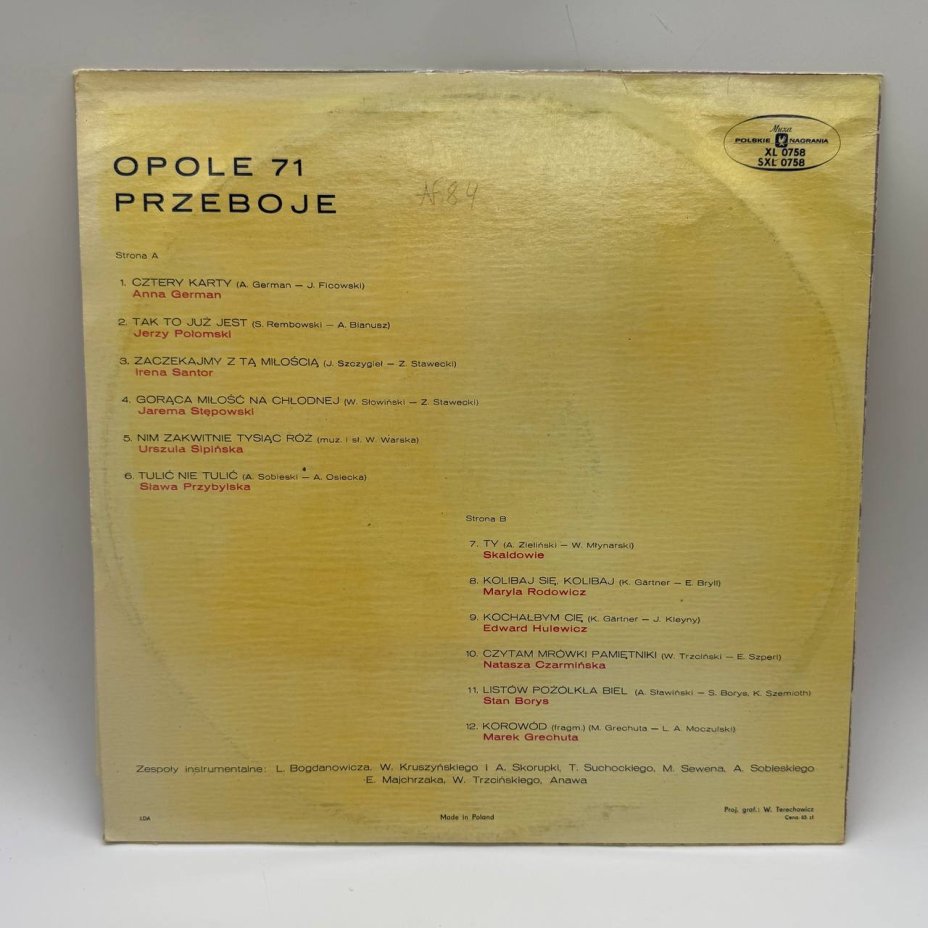 Muza
POLSKIE NAGRANIA
XL 0758
SXL 0758
OPOLE 71
PRZEBOJE
Strona A
1. CZTERY KARTY (A. German — J. Ficowski)
Anna German
2. TAK TO JUŻ JEST (S. Rembowski — A. Bianusz)
Jerzy Połomski
3. ZACZEKAJMY Z TĄ MIŁOŚCIĄ (J. Szczygieł — Z. Stawecki)
Irena Santor
4. GORĄCA MIŁOŚĆ NA CHŁODNEJ (W. Słowiński — Z. Stawecki)
Jarema Stępowski
5. NIM ZAKWITNIE TYSIĄC RÓŻ (muz. i sł. W. Warska)
Urszula Sipińska
6. TULIĆ NIE TULIĆ (A. Sobieski — A. Osiecka)
Sława Przybylska
Strona B
7. TY (A. Zieliński — W. Młynarski)
Skaldowie
8. KOLIBAJ SIĘ, KOLIBAJ (K. Gärtner — E. Bryll)
Maryla Rodowicz
9. KOCHAŁBYM CIĘ (K. Gärtner — J. Kleyny)
Edward Hulewicz
10. CZYTAM MRÓWKI PAMIĘTNIKI (W. Trzciński — E. Szperl)
Natasza Czarmińska
11. LISTÓW POŻÓŁKŁA BIEL (A. Sławiński — S. Borys, K. Szemioth)
Stan Borys
12. KOROWÓD (fragm.) (M. Grechuta — L. A. Moczulski)
Marek Grechuta
Zespoły instrumentalne: L. Bogdanowicza, W. Kruszyńskiego i A. Skorupki, T. Suchockiego, M. Sewena, A. Sobieskiego
E. Majchrzaka, W. Trzcińskiego, Anawa
Proj. graf.: W. Terechowicz
Cena 65 zł
LDA
Made in Poland